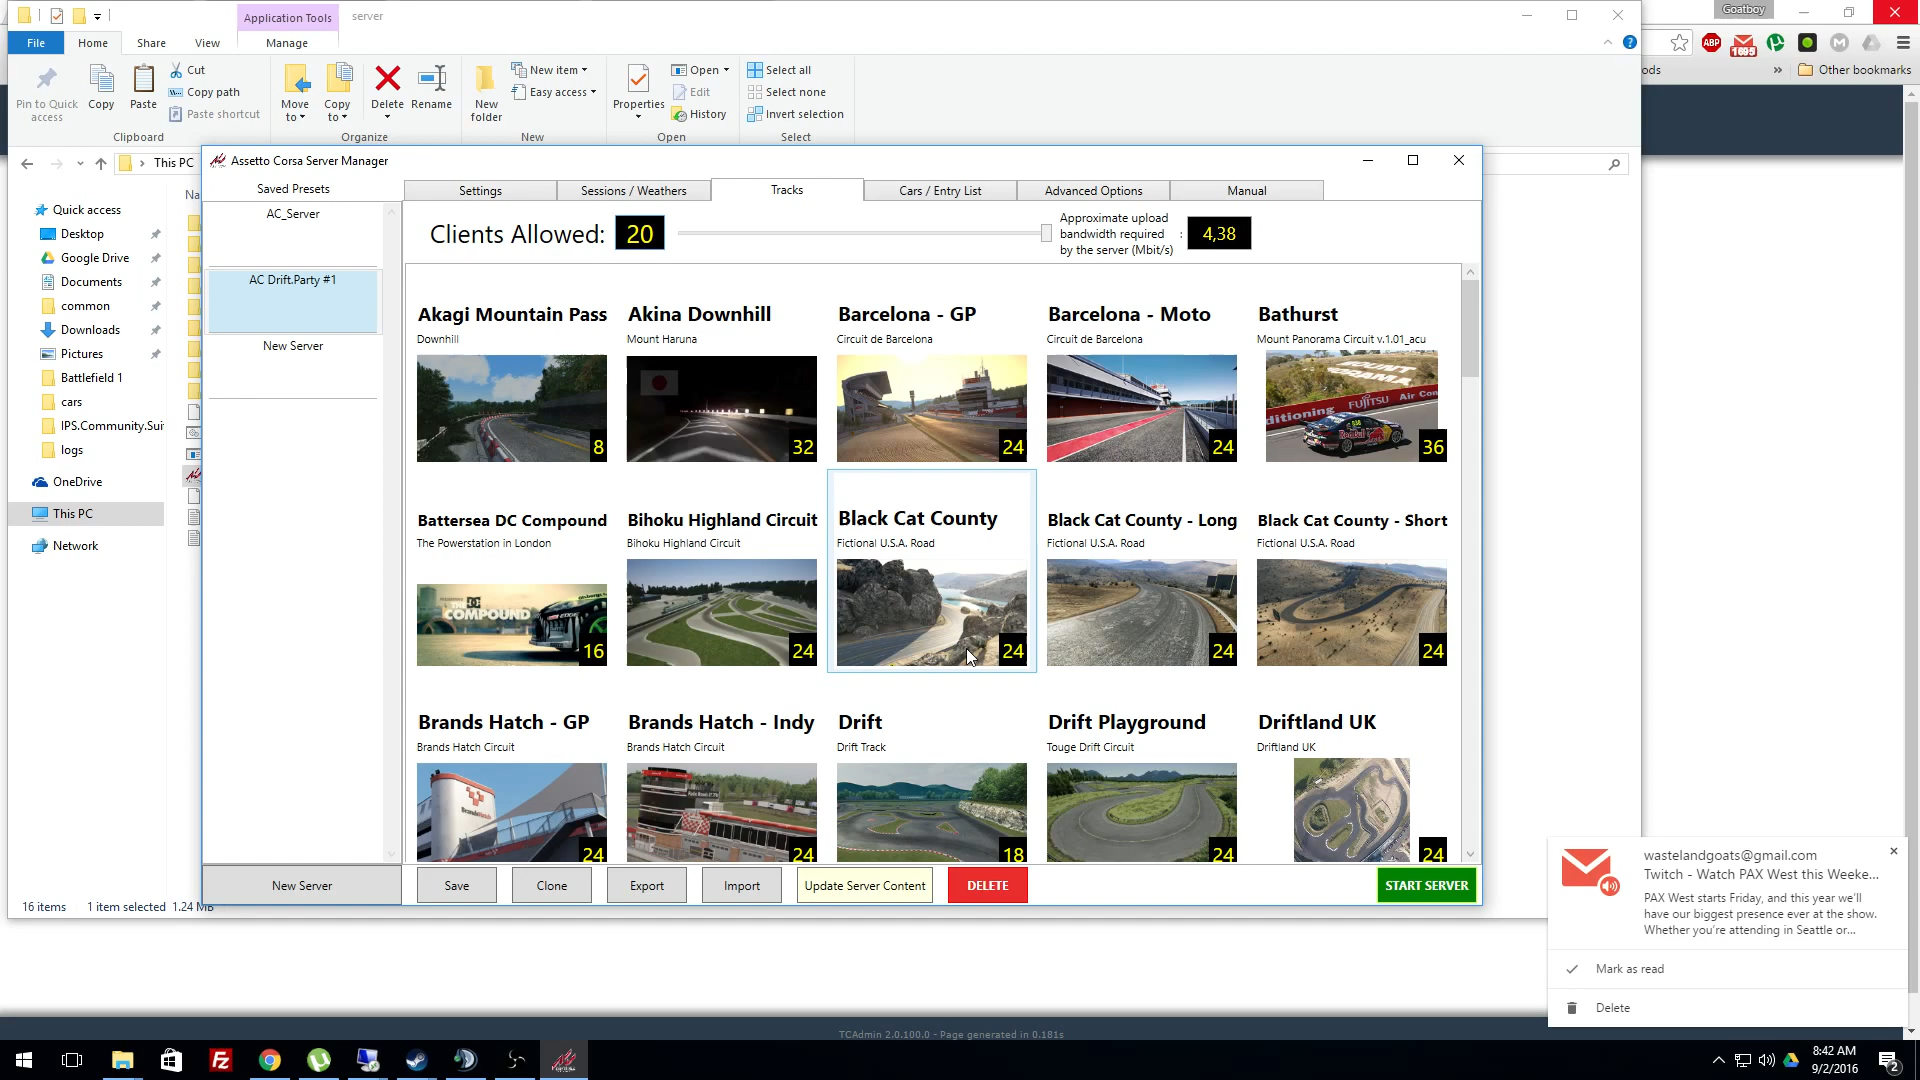 Application Tools
server
Goatboy
File
Home
Share
View
Manage
ABP
1695
ods
»
Other bookmarks
Pin to Quick
access
Copy
Paste
Cut
Copy path
Paste shortcut
Clipboard
Move
to
Copy
to
Delete
Rename
Organize
New
folder
New item
Easy access
New
Properties
Open
Edit
History
Open
Select all
Select none
Invert selection
Select
This PC
Na
Quick access
Desktop
Google Drive
Documents
common
Downloads
Pictures
Battlefield 1
cars
IPS.Community.Sui
logs
OneDrive
This PC
Network
16 items
1 item selected 1.24 MB
Assetto Corsa Server Manager
Saved Presets
AC_Server
AC Drift.Party #1
New Server
Settings
Sessions / Weathers
Tracks
Cars / Entry List
Advanced Options
Manual
Clients Allowed:
20
Approximate upload
bandwidth required :
by the server (Mbit/s)
4,38
Akagi Mountain Pass
Downhill
8
Akina Downhill
Mount Haruna
32
Barcelona - GP
Circuit de Barcelona
24
Barcelona - Moto
Circuit de Barcelona
24
Bathurst
Mount Panorama Circuit v.1.01_acu
FUJITSU
36
Battersea DC Compound
The Powerstation in London
THE
COMPOUND
16
Bihoku Highland Circuit
Bihoku Highland Circuit
24
Black Cat County
Fictional U.S.A. Road
24
Black Cat County - Long
Fictional U.S.A. Road
24
Black Cat County - Short
Fictional U.S.A. Road
24
Brands Hatch - GP
Brands Hatch Circuit
24
Brands Hatch - Indy
Brands Hatch Circuit
24
Drift
Drift Track
18
Drift Playground
Touge Drift Circuit
24
Driftland UK
Driftland UK
24
New Server
Save
Clone
Export
Import
Update Server Content
DELETE
START SERVER
wastelandgoats@gmail.com
Twitch - Watch PAX West this Weeke...
PAX West starts Friday, and this year we'll
have our biggest presence ever at the show.
Whether you're attending in Seattle or...
Mark as read
Delete
TCAdmin 2.0.100.0 - Page generated in 0.181s
8:42 AM
9/2/2016
2